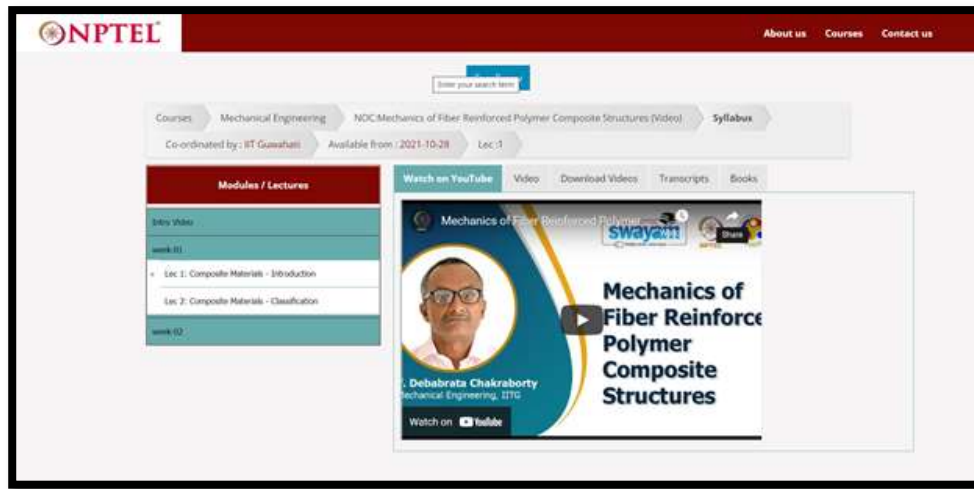 NPTEL
About us Courses Contact us
Enter your search term
Courses Mechanical Engineering NOC:Mechanics of Fiber Reinforced Polymer Composite Structures (Video) Syllabus
Co-ordinated by : IIT Guwahati Available from : 2021-10-28 Lec :1
Modules / Lectures
Intro Video
week-01
Lec 1: Composite Materials - Introduction
Lec 2: Composite Materials - Classification
week-02
Watch on YouTube Video Download Videos Transcripts Books
Mechanics of Fiber Reinforced Polymer
swayam
NPTEL
Share
Mechanics of
Fiber Reinforce
Polymer
Composite
Structures
. Debabrata Chakraborty
echanical Engineering, IITG
Watch on YouTube